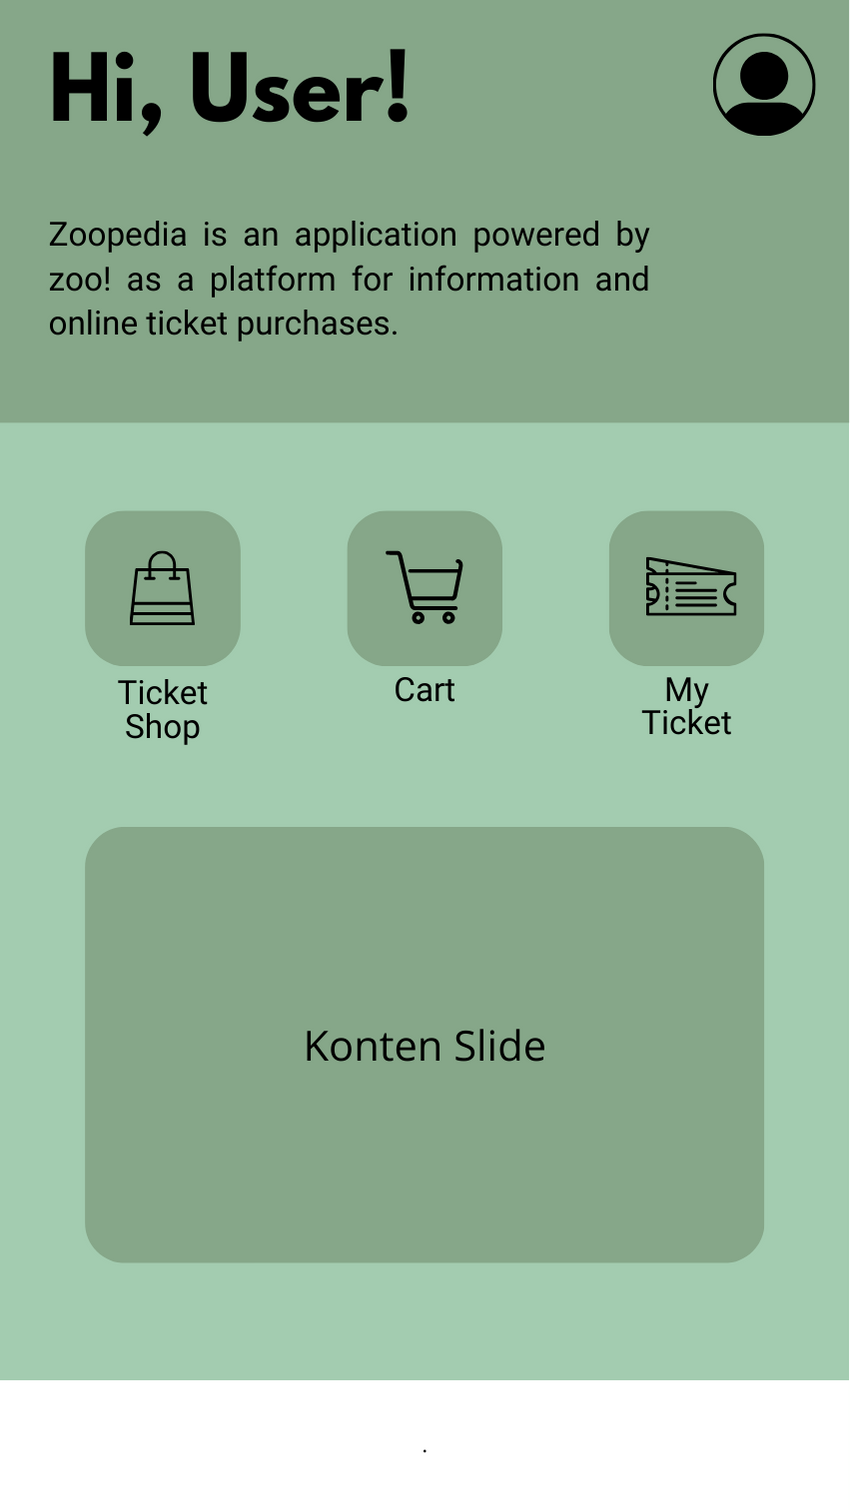 Hi, User!
Zoopedia is an application powered by
zoo! as a platform for information and
online ticket purchases.
Ticket
Shop
Cart
My
Ticket
Konten Slide
.